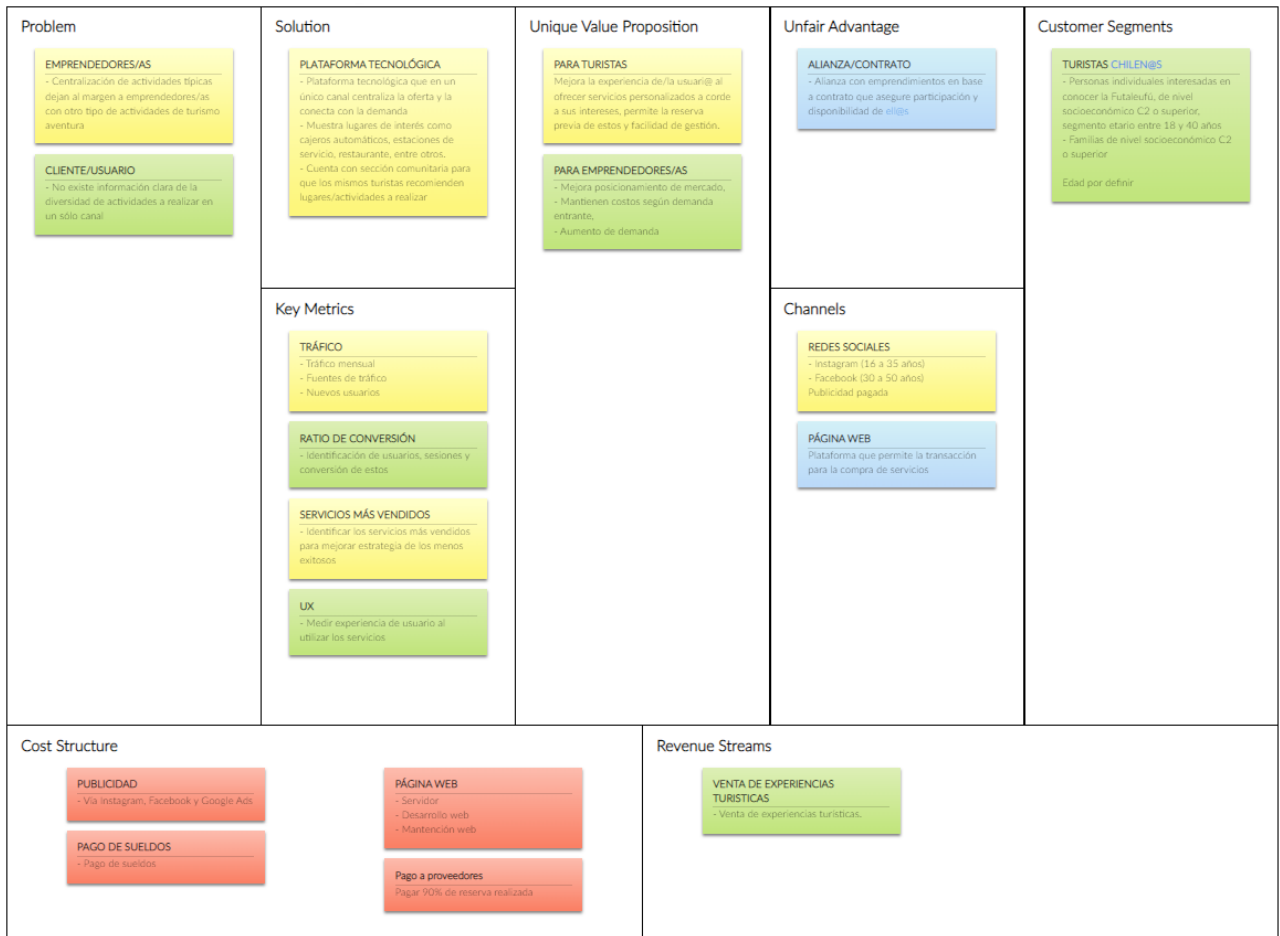 Problem
EMPRENDEDORES/AS
- Centralización de actividades típicas
dejan al margen a emprendedores/as
con otro tipo de actividades de turismo
aventura
CLIENTE/USUARIO
- No existe información clara de la
diversidad de actividades a realizar en
un sólo canal
Solution
PLATAFORMA TECNOLÓGICA
- Plataforma tecnológica que en un
único canal centraliza la oferta y la
conecta con la demanda
- Muestra lugares de interés como
cajeros automáticos, estaciones de
servicio, restaurante, entre otros.
- Cuenta con sección comunitaria para
que los mismos turistas recomienden
lugares/actividades a realizar
Key Metrics
TRÁFICO
- Tráfico mensual
- Fuentes de tráfico
- Nuevos usuarios
RATIO DE CONVERSIÓN
- Identificación de usuarios, sesiones y
conversión de estos
SERVICIOS MÁS VENDIDOS
- Identificar los servicios más vendidos
para mejorar estrategia de los menos
exitosos
UX
- Medir experiencia de usuario al
utilizar los servicios
Unique Value Proposition
PARA TURISTAS
Mejora la experiencia de/la usuari@ al
ofrecer servicios personalizados a corde
a sus intereses, permite la reserva
previa de estos y facilidad de gestión.
PARA EMPRENDEDORES/AS
- Mejora posicionamiento de mercado,
- Mantienen costos según demanda
entrante,
- Aumento de demanda
Unfair Advantage
ALIANZA/CONTRATO
- Alianza con emprendimientos en base
a contrato que asegure participación y
disponibilidad de ell@s
Channels
REDES SOCIALES
- Instagram (16 a 35 años)
- Facebook (30 a 50 años)
Publicidad pagada
PÁGINA WEB
Plataforma que permite la transacción
para la compra de servicios
Customer Segments
TURISTAS CHILEN@S
- Personas individuales interesadas en
conocer la Futaleufú, de nivel
socioeconómico C2 o superior,
segmento etario entre 18 y 40 años
- Familias de nivel socioeconómico C2
o superior
Edad por definir
Cost Structure
PUBLICIDAD
- Vía instagram, Facebook y Google Ads
PAGO DE SUELDOS
- Pago de sueldos
PÁGINA WEB
- Servidor
- Desarrollo web
- Mantención web
Pago a proveedores
Pagar 90% de reserva realizada
Revenue Streams
VENTA DE EXPERIENCIAS
TURISTICAS
- Venta de experiencias turísticas.